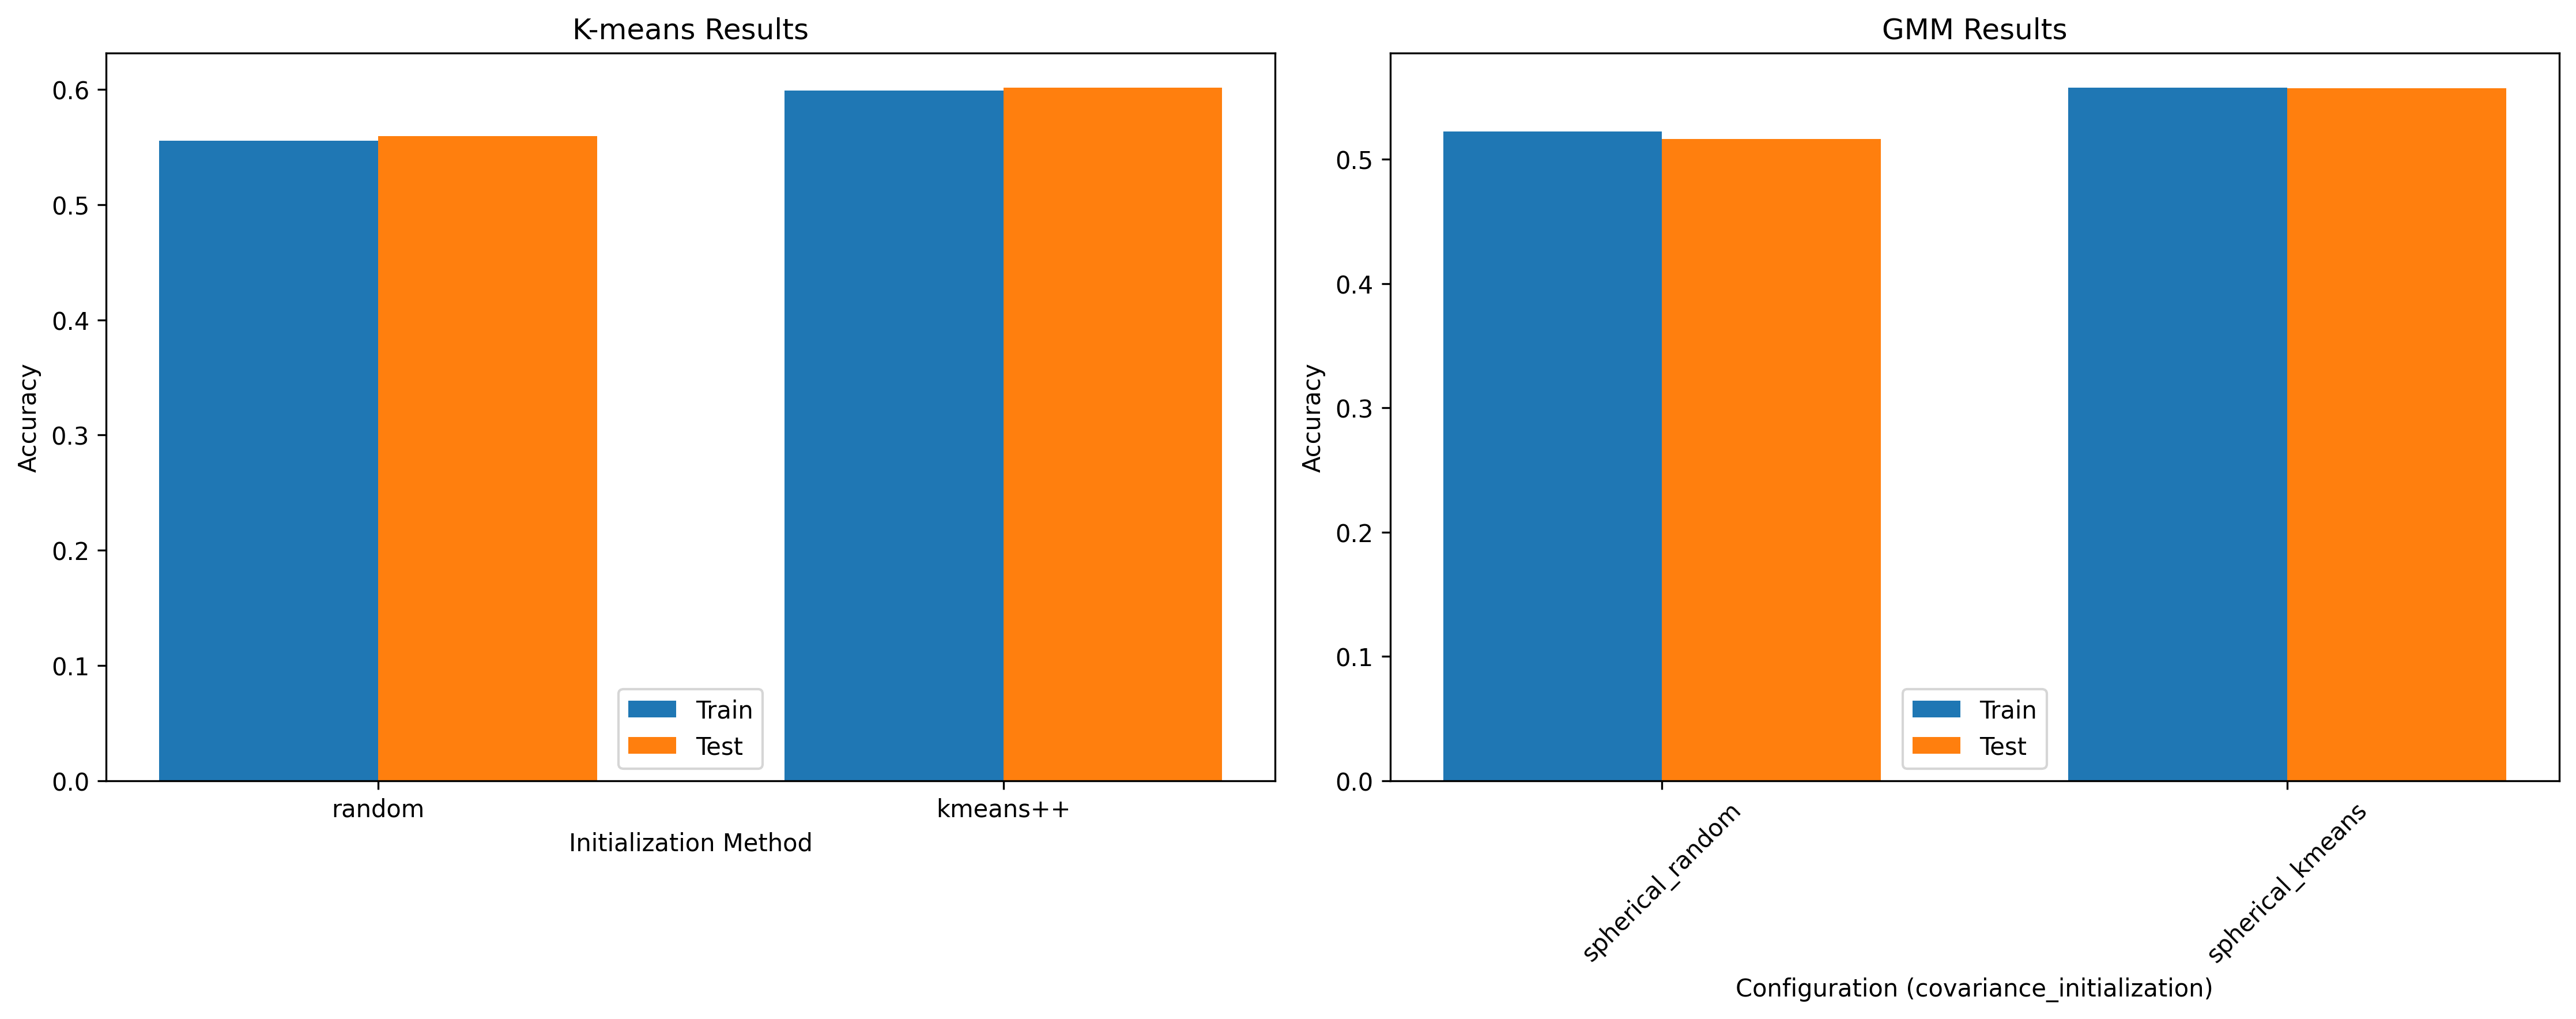 K-means Results
Accuracy
0.6
0.5
0.4
0.3
0.2
0.1
0.0
Train
Test
random
kmeans++
Initialization Method
GMM Results
Accuracy
0.5
0.4
0.3
0.2
0.1
0.0
Train
Test
spherical_random
spherical_kmeans
Configuration (covariance_initialization)